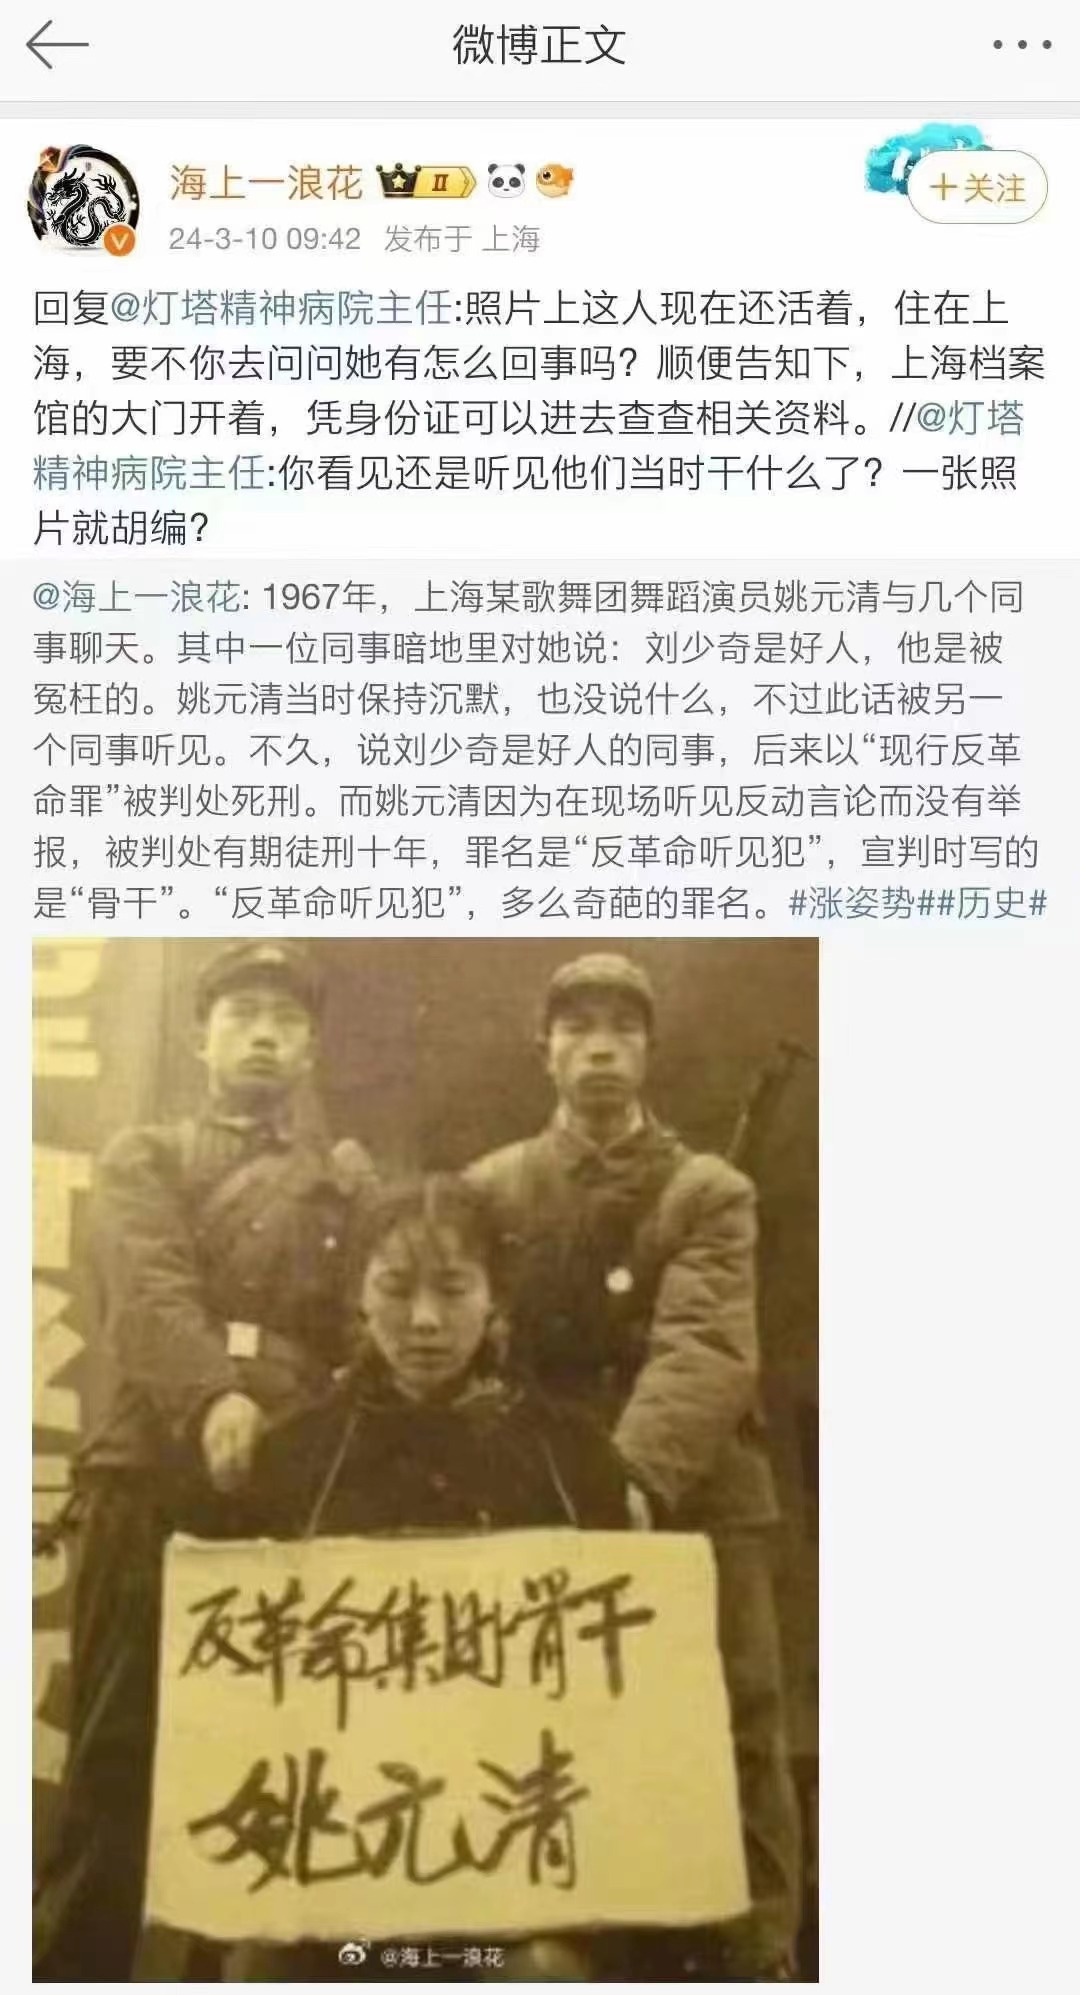 微博正文
海上一浪花
II
+关注
24-3-10 09:42 发布于 上海
回复@灯塔精神病院主任:照片上这人现在还活着，住在上
海，要不你去问问她有怎么回事吗？顺便告知下，上海档案
馆的大门开着，凭身份证可以进去查查相关资料。//@灯塔
精神病院主任:你看见还是听见他们当时干什么了？一张照
片就胡编？
@海上一浪花: 1967年，上海某歌舞团舞蹈演员姚元清与几个同
事聊天。其中一位同事暗地里对她说：刘少奇是好人，他是被
冤枉的。姚元清当时保持沉默，也没说什么，不过此话被另一
个同事听见。不久，说刘少奇是好人的同事，后来以“现行反革
命罪”被判处死刑。而姚元清因为在现场听见反动言论而没有举
报，被判处有期徒刑十年，罪名是“反革命听见犯”，宣判时写的
是“骨干”。“反革命听见犯”，多么奇葩的罪名。#涨姿势##历史#
反革命集团骨干
姚元清
@海上一浪花